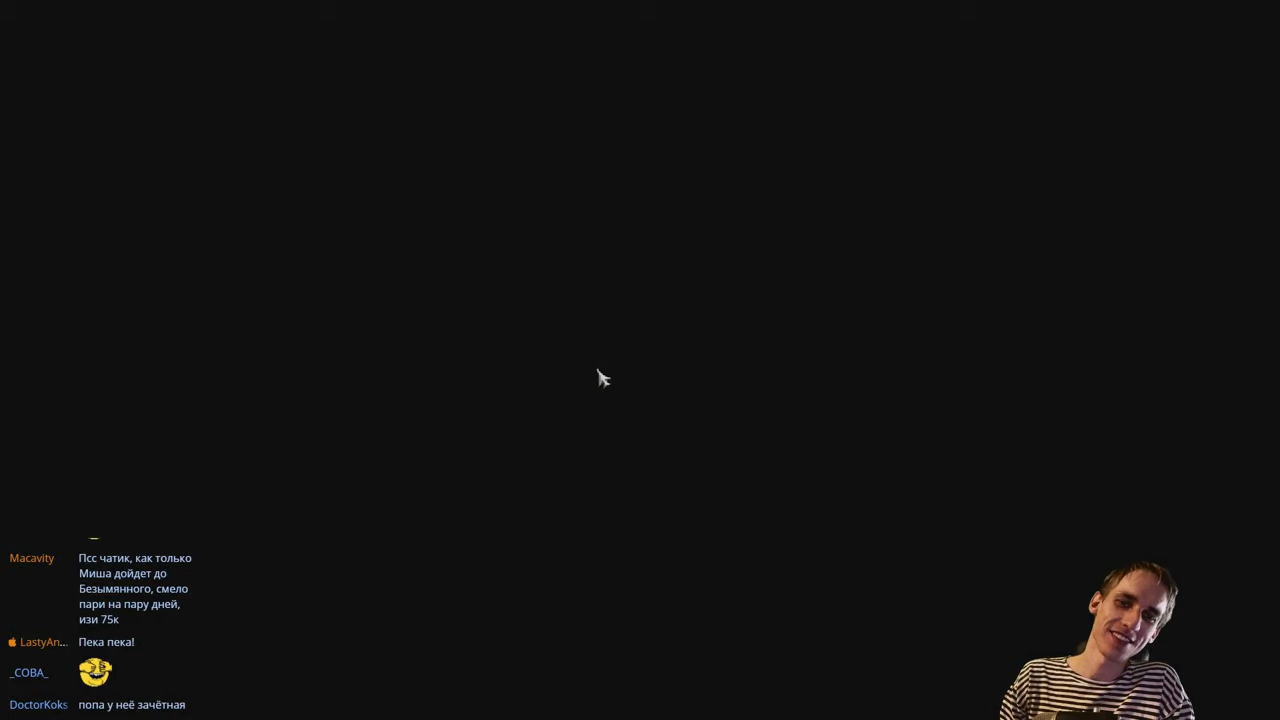 Macavity Псс чатик, как только
Миша дойдет до
Безымянного, смело
пари на пару дней,
изи 75к
LastyAn... Пека пека!
_COBA_
DoctorKoks попа у неё зачётная